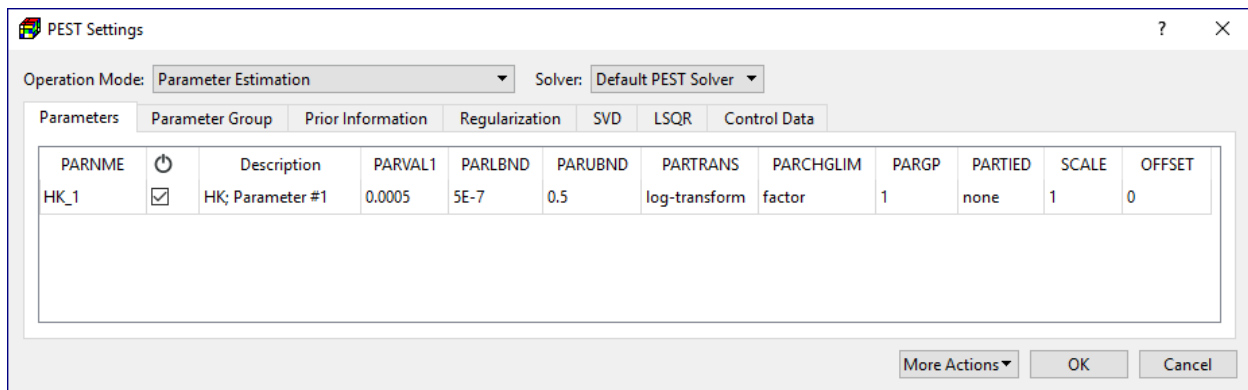 PEST Settings ?
Operation Mode: Parameter Estimation Solver: Default PEST Solver
Parameters Parameter Group Prior Information Regularization SVD LSQR Control Data
PARNME Description PARVAL1 PARLBND PARUBND PARTRANS PARCHGLIM PARGP PARTIED SCALE OFFSET
HK_1 HK; Parameter #1 0.0005 5E-7 0.5 log-transform factor 1 none 1 0
More Actions OK Cancel